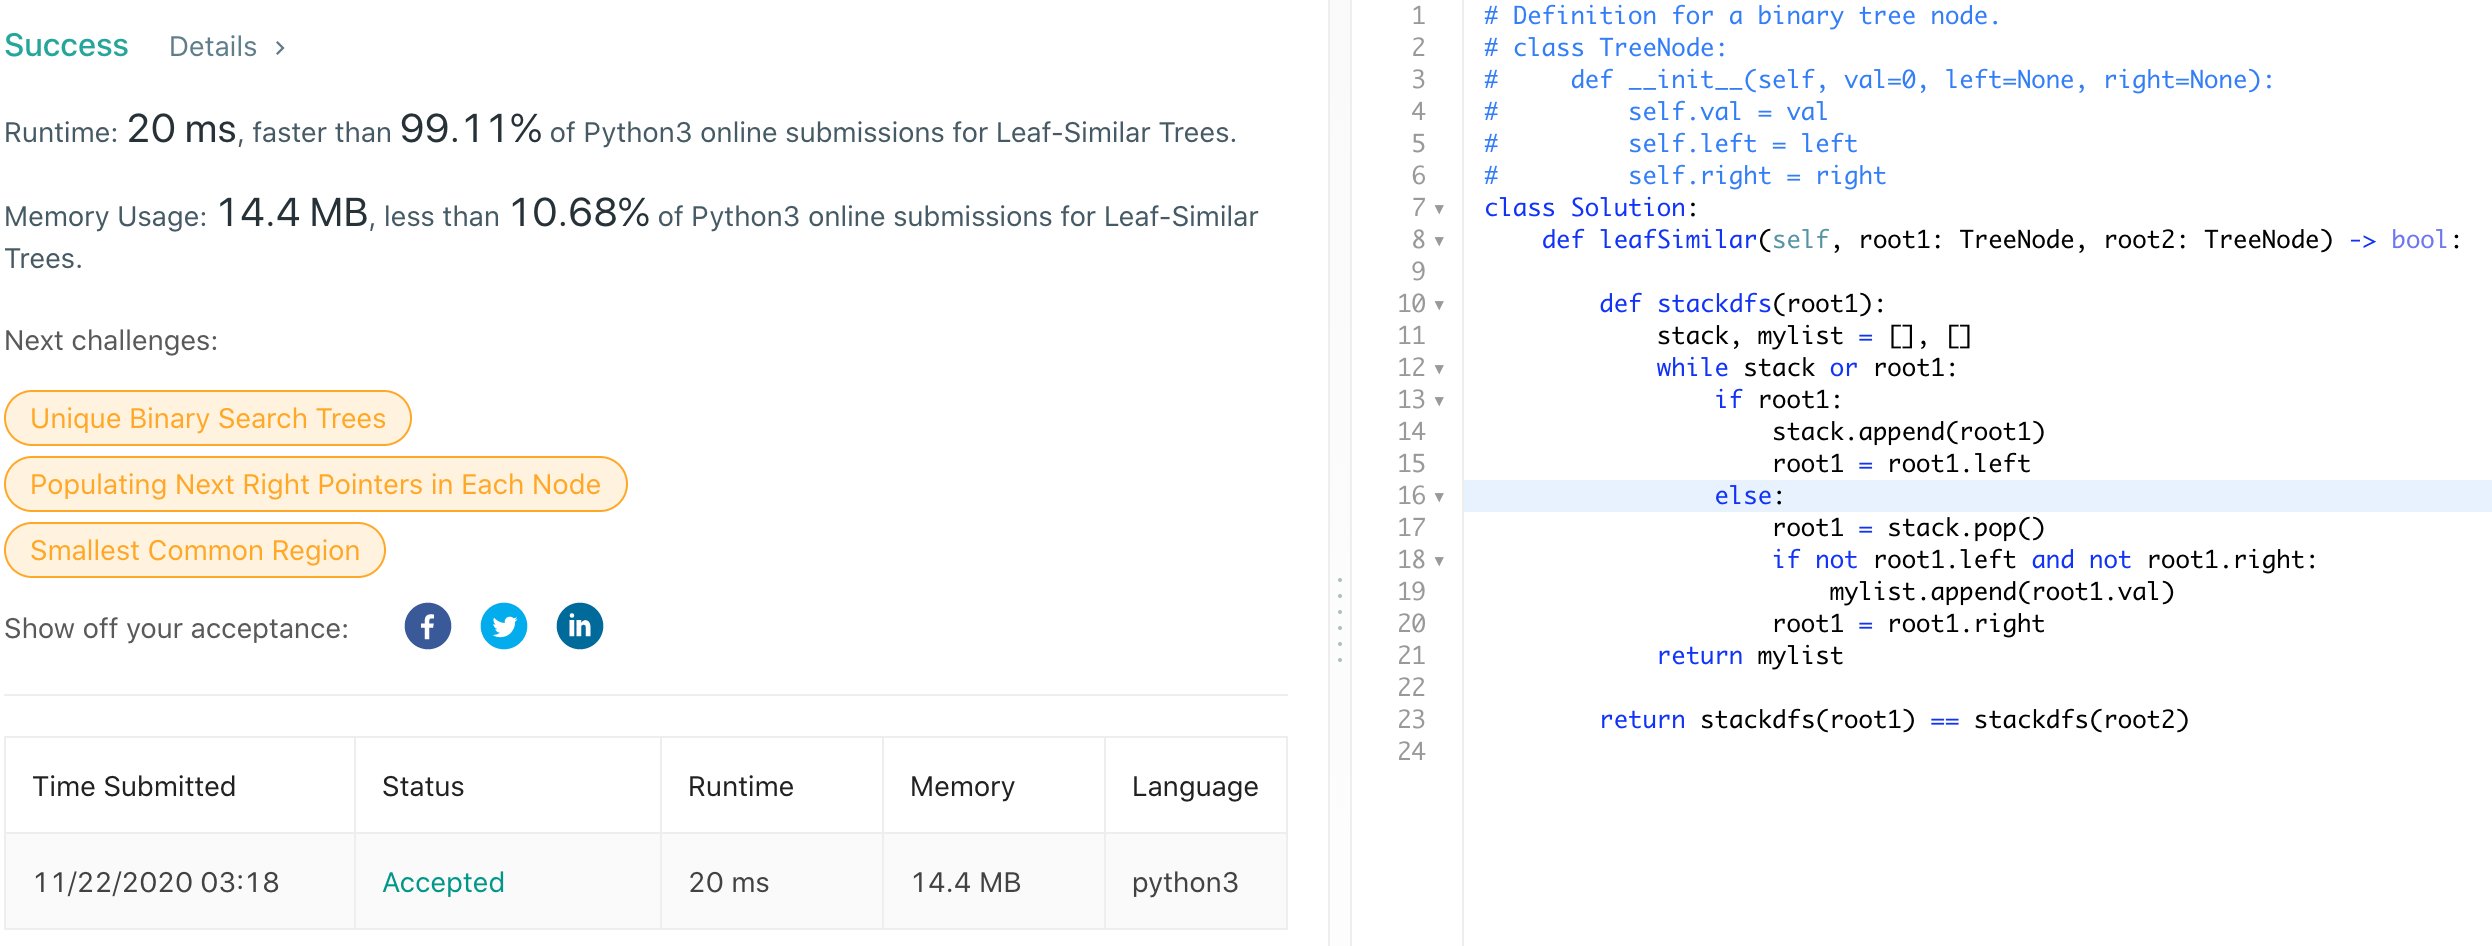 Success Details >
Runtime: 20 ms, faster than 99.11% of Python3 online submissions for Leaf-Similar Trees.
Memory Usage: 14.4 MB, less than 10.68% of Python3 online submissions for Leaf-Similar
Trees.
Next challenges:
Unique Binary Search Trees
Populating Next Right Pointers in Each Node
Smallest Common Region
Show off your acceptance:
Time Submitted Status Runtime Memory Language
11/22/2020 03:18 Accepted 20 ms 14.4 MB python3
1 # Definition for a binary tree node.
2 # class TreeNode:
3 #     def __init__(self, val=0, left=None, right=None):
4 #         self.val = val
5 #         self.left = left
6 #         self.right = right
7 class Solution:
8     def leafSimilar(self, root1: TreeNode, root2: TreeNode) -> bool:
9
10         def stackdfs(root1):
11             stack, mylist = [], []
12             while stack or root1:
13                 if root1:
14                     stack.append(root1)
15                     root1 = root1.left
16                 else:
17                     root1 = stack.pop()
18                     if not root1.left and not root1.right:
19                         mylist.append(root1.val)
20                     root1 = root1.right
21             return mylist
22
23         return stackdfs(root1) == stackdfs(root2)
24